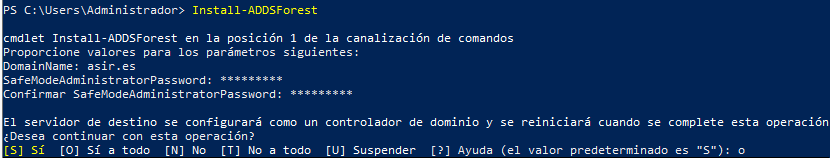 PS C:\Users\Administrador> Install-ADDSForest
cmdlet Install-ADDSForest en la posición 1 de la canalización de comandos
Proporcione valores para los parámetros siguientes:
DomainName: asir.es
SafeModeAdministratorPassword: *********
Confirmar SafeModeAdministratorPassword: *********
El servidor de destino se configurará como un controlador de dominio y se reiniciará cuando se complete esta operación
¿Desea continuar con esta operación?
[S] Sí  [O] Sí a todo  [N] No  [T] No a todo  [U] Suspender  [?] Ayuda (el valor predeterminado es "S"): o